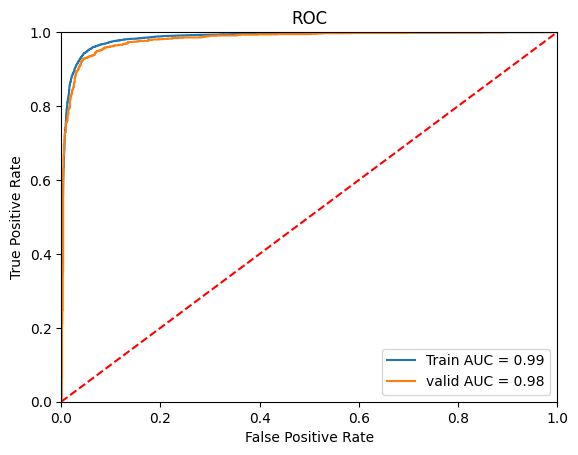 ROC
True Positive Rate
1.0
0.8
0.6
0.4
0.2
0.0
Train AUC = 0.99
valid AUC = 0.98
0.0 0.2 0.4 0.6 0.8 1.0
False Positive Rate